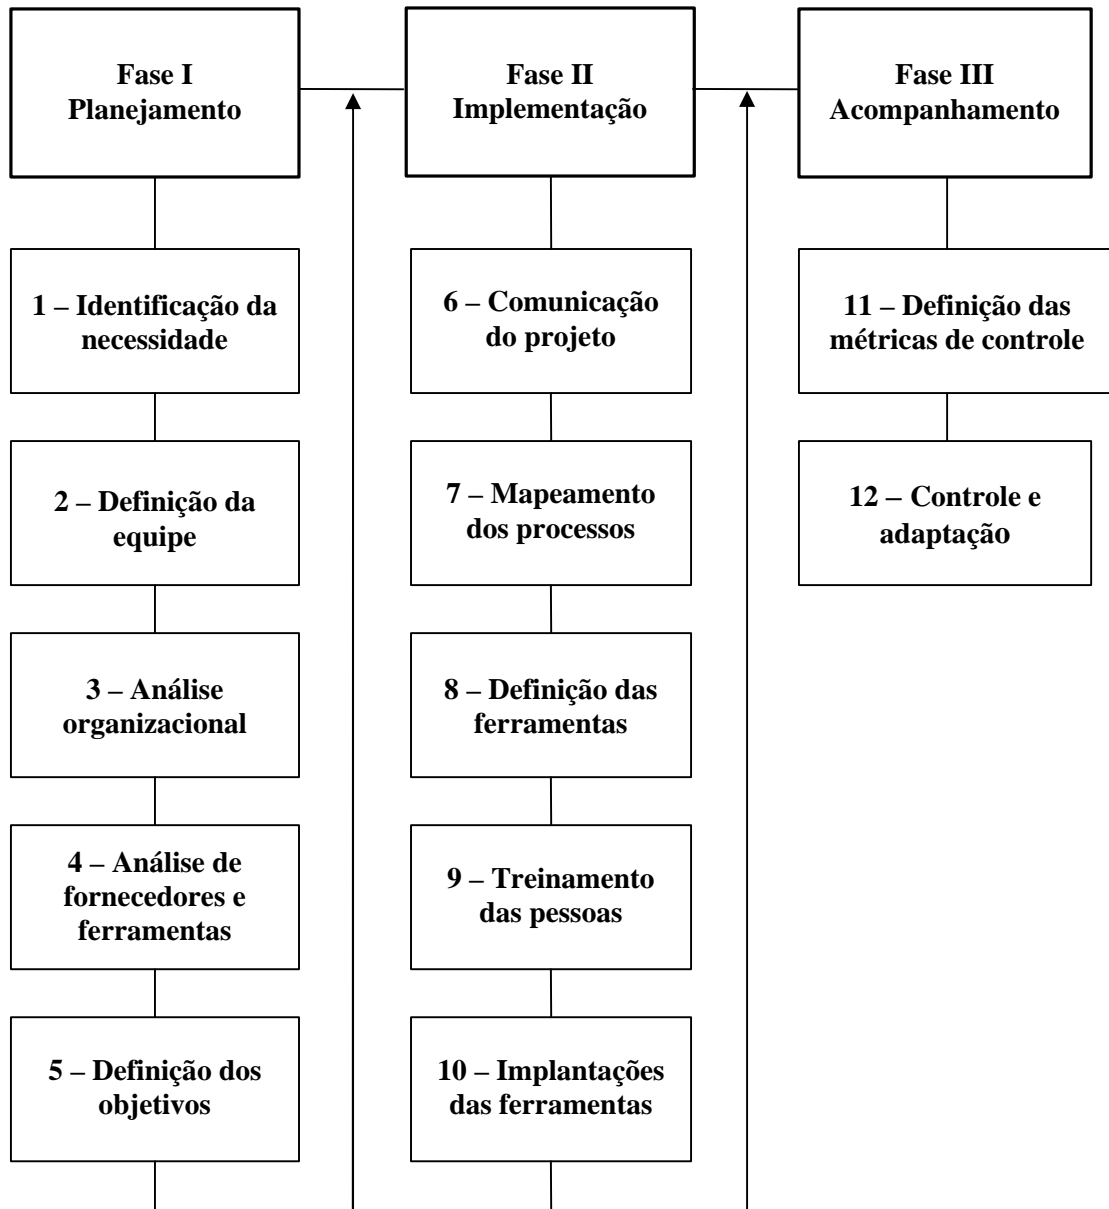 Fase I
Planejamento
1 – Identificação da
necessidade
2 – Definição da
equipe
3 – Análise
organizacional
4 – Análise de
fornecedores e
ferramentas
5 – Definição dos
objetivos
Fase II
Implementação
6 – Comunicação
do projeto
7 – Mapeamento
dos processos
8 – Definição das
ferramentas
9 – Treinamento
das pessoas
10 – Implantações
das ferramentas
Fase III
Acompanhamento
11 – Definição das
métricas de controle
12 – Controle e
adaptação